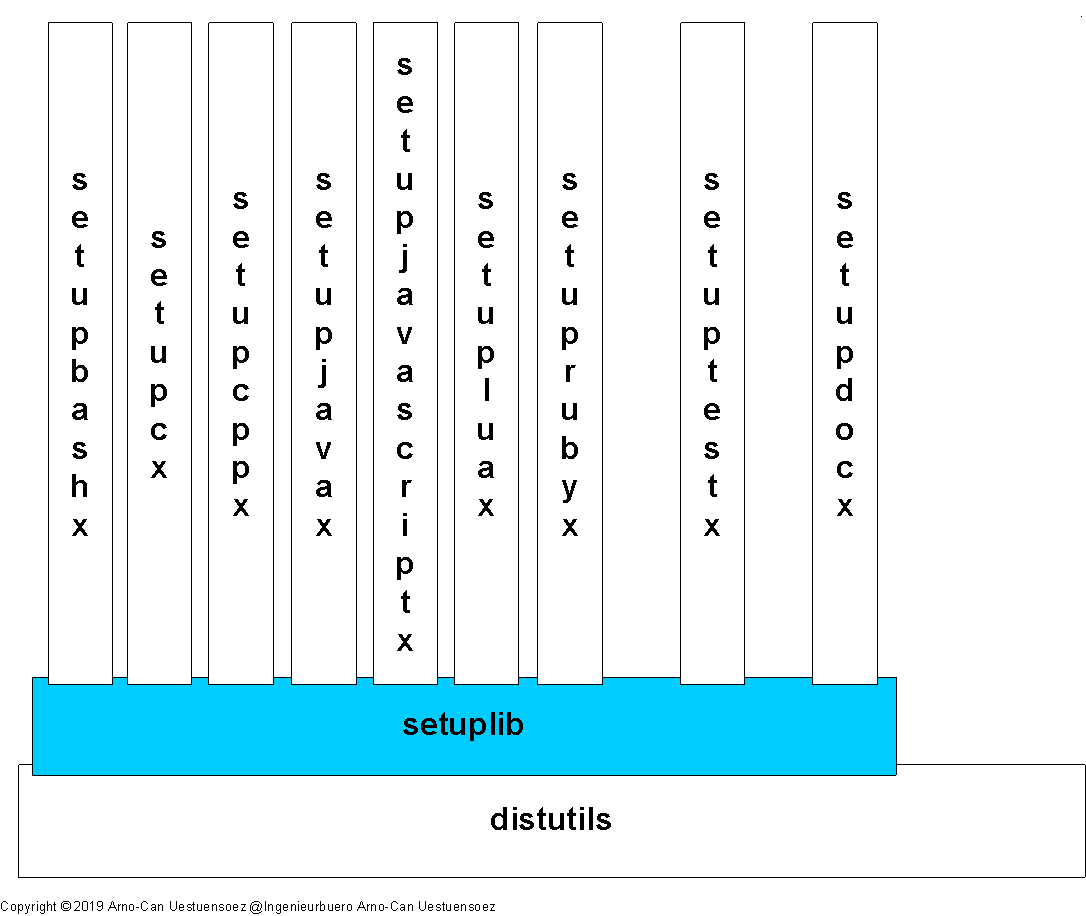 setupbashx
setupcx
setupcppx
setupjavax
setupjavascriptx
setupluax
setuprubyx
setuptestx
setupdocx
setuplib
distutils
Copyright ©2019 Arno-Can Uestuensoez @Ingenieurbuero Arno-Can Uestuensoez